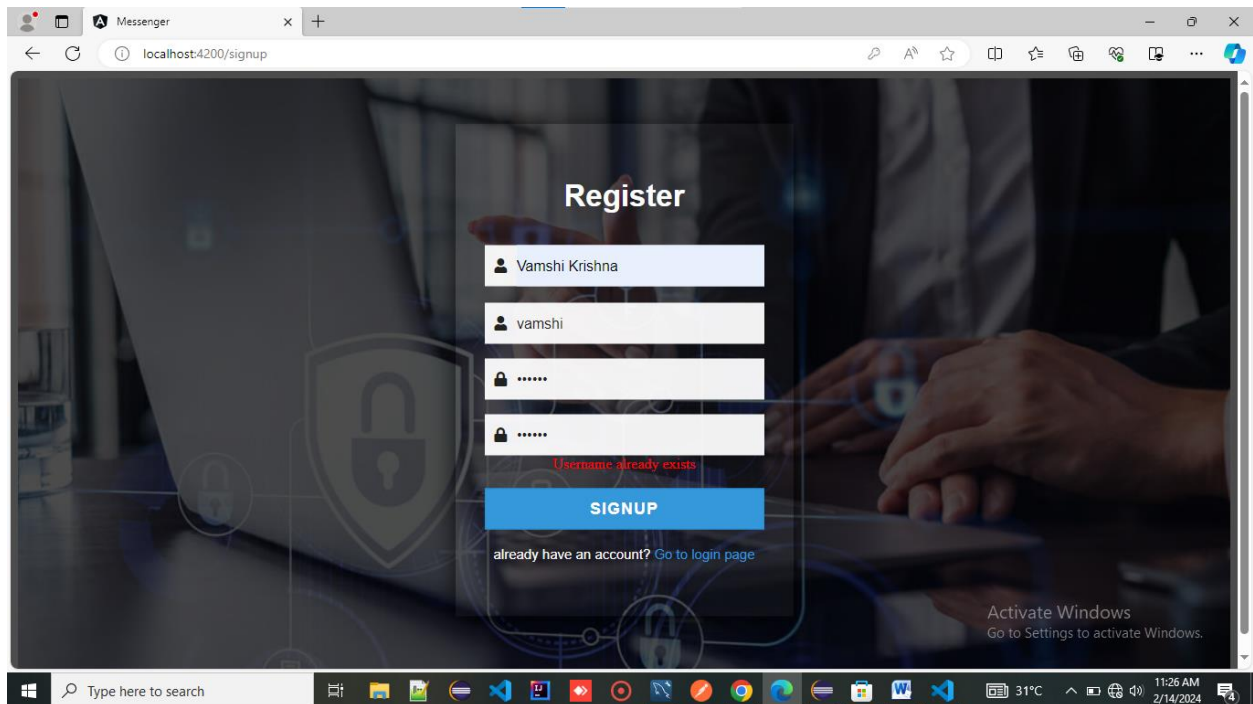 Messenger
localhost:4200/signup
Register
Vamshi Krishna
vamshi
••••••
••••••
Username already exists
SIGNUP
already have an account? Go to login page
Activate Windows
Go to Settings to activate Windows.
Type here to search
31°C
11:26 AM
2/14/2024
4